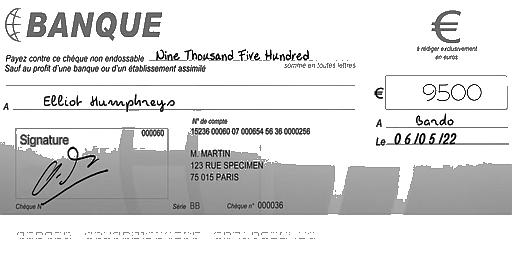 BANQUE
€
à rédiger exclusivement
en euros
Payez contre ce chèque non endossable Nine Thousand Five Hundred
Sauf au profit d'une banque ou d'un établissement assimilé somme en toutes lettres
€ 9500
A Elliot Humphreys
A Bando
Le 06/05/22
Signature
000060
N° de compte
15236 00060 07 000654 56 36 0000256
M. MARTIN
123 RUE SPECIMEN
75 015 PARIS
Chèque N°
Série BB Chèque n° 000036